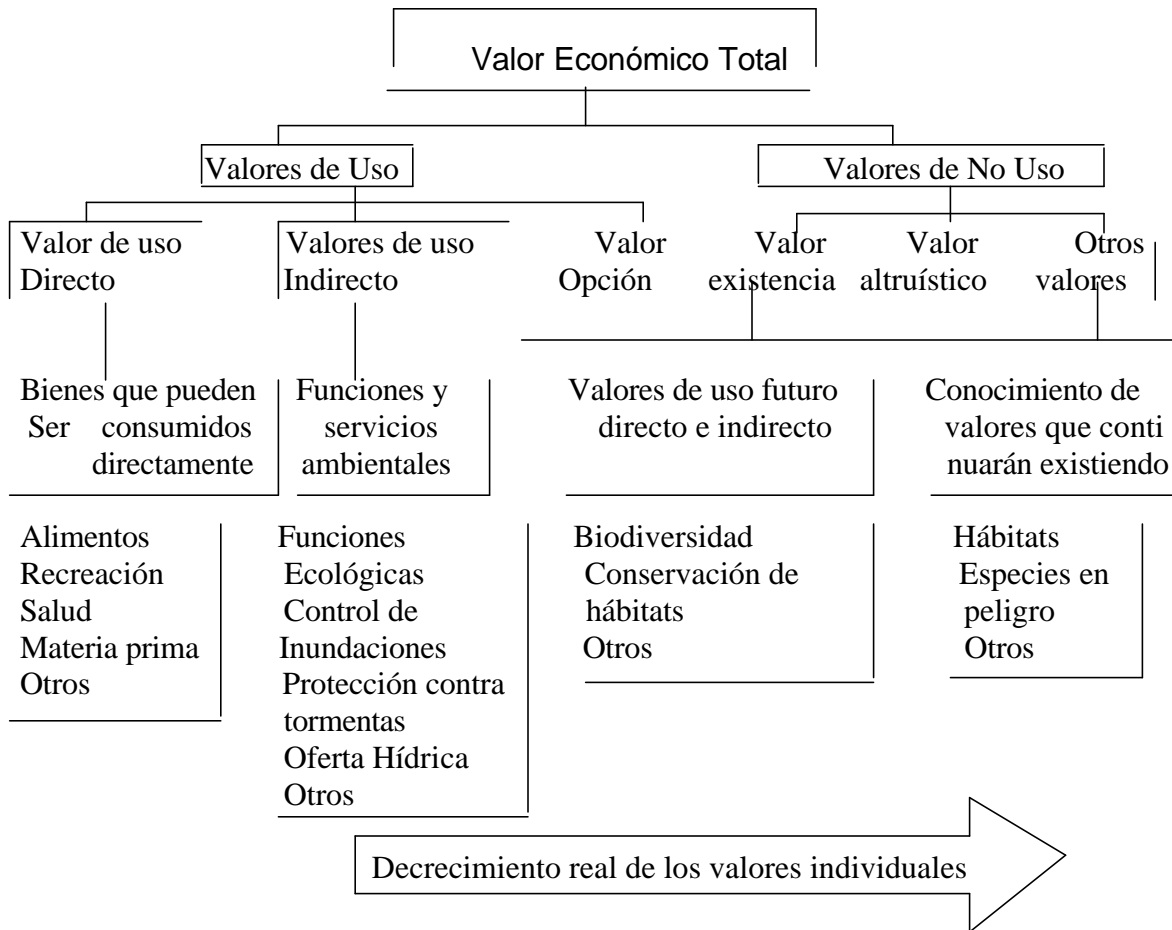 Valor Económico Total
Valores de Uso
Valores de No Uso
Valor de uso
Directo
Valores de uso
Indirecto
Valor
Opción
Valor
existencia
Valor
altruístico
Otros
valores
Bienes que pueden
Ser consumidos
directamente
Funciones y
servicios
ambientales
Valores de uso futuro
directo e indirecto
Conocimiento de
valores que conti
nuarán existiendo
Alimentos
Recreación
Salud
Materia prima
Otros
Funciones
Ecológicas
Control de
Inundaciones
Protección contra
tormentas
Oferta Hídrica
Otros
Biodiversidad
Conservación de
hábitats
Otros
Hábitats
Especies en
peligro
Otros
Decrecimiento real de los valores individuales